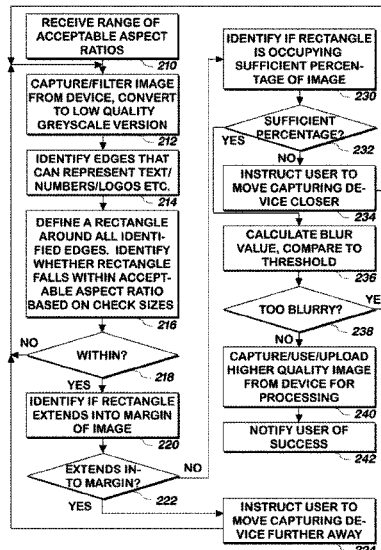 RECEIVE RANGE OF
ACCEPTABLE ASPECT
RATIOS
210
CAPTURE/FILTER IMAGE
FROM DEVICE, CONVERT
TO LOW QUALITY
GREYSCALE VERSION
212
IDENTIFY EDGES THAT
CAN REPRESENT TEXT/
NUMBERS/LOGOS ETC.
214
DEFINE A RECTANGLE
AROUND ALL IDENTI-
FIED EDGES. IDENTIFY
WHETHER RECTANGLE
FALLS WITHIN ACCEPT-
ABLE ASPECT RATIO
BASED ON CHECK SIZES
216
NO
WITHIN?
218
YES
IDENTIFY IF RECTANGLE
EXTENDS INTO MARGIN
OF IMAGE
220
EXTENDS IN-
TO MARGIN?
NO
222
YES
IDENTIFY IF RECTANGLE
IS OCCUPYING
SUFFICIENT PERCEN-
TAGE OF IMAGE
230
SUFFICIENT
PERCENTAGE?
YES
232
NO
INSTRUCT USER TO
MOVE CAPTURING DE-
VICE CLOSER
234
CALCULATE BLUR
VALUE, COMPARE TO
THRESHOLD
236
TOO BLURRY?
238
NO
CAPTURE/USE/UPLOAD
HIGHER QUALITY IMAGE
FROM DEVICE FOR
PROCESSING
240
NOTIFY USER OF
SUCCESS
242
INSTRUCT USER TO
MOVE CAPTURING DE-
VICE FURTHER AWAY